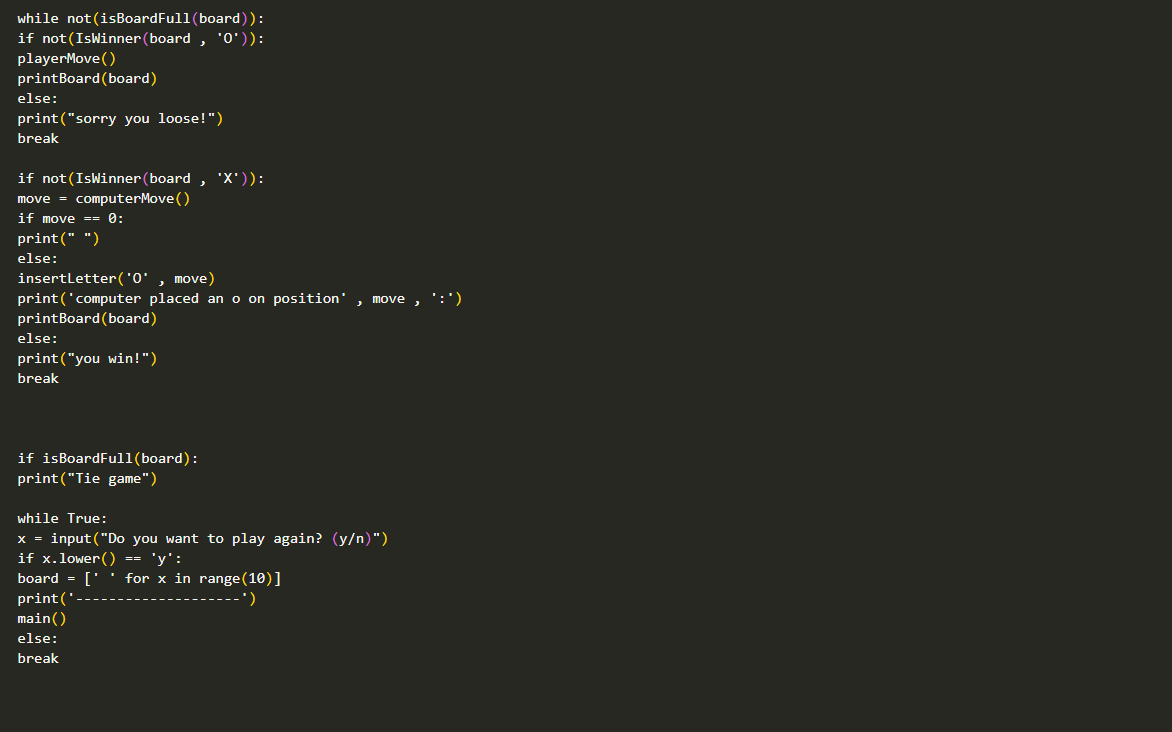 while not(isBoardFull(board)):
if not(IsWinner(board , 'O')):
playerMove()
printBoard(board)
else:
print("sorry you loose!")
break
if not(IsWinner(board , 'X')):
move = computerMove()
if move == 0:
print(" ")
else:
insertLetter('O' , move)
print('computer placed an o on position' , move , ':')
printBoard(board)
else:
print("you win!")
break
if isBoardFull(board):
print("Tie game")
while True:
x = input("Do you want to play again? (y/n)")
if x.lower() == 'y':
board = [' ' for x in range(10)]
print('--------------------')
main()
else:
break